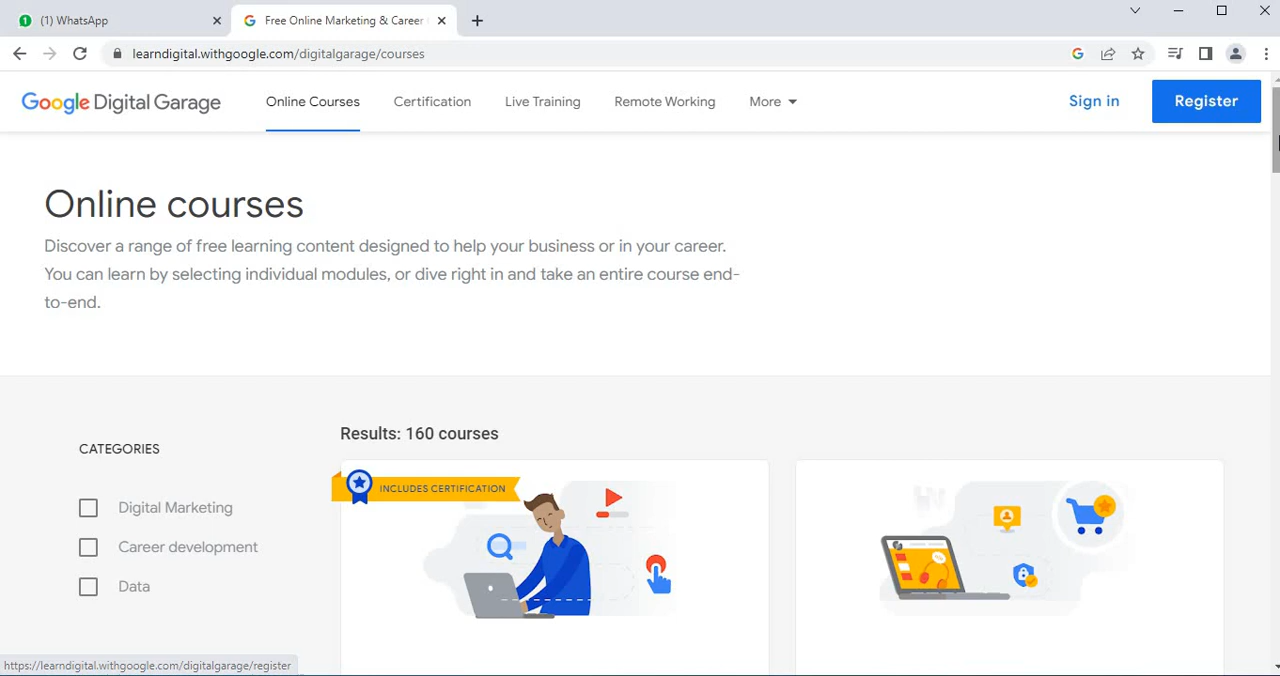 (1) WhatsApp
Free Online Marketing & Career
learndigital.withgoogle.com/digitalgarage/courses
Google Digital Garage
Online Courses
Certification
Live Training
Remote Working
More
Sign in
Register
Online courses
Discover a range of free learning content designed to help your business or in your career.
You can learn by selecting individual modules, or dive right in and take an entire course end-
to-end.
CATEGORIES
Digital Marketing
Career development
Data
Results: 160 courses
INCLUDES CERTIFICATION
https://learndigital.withgoogle.com/digitalgarage/register